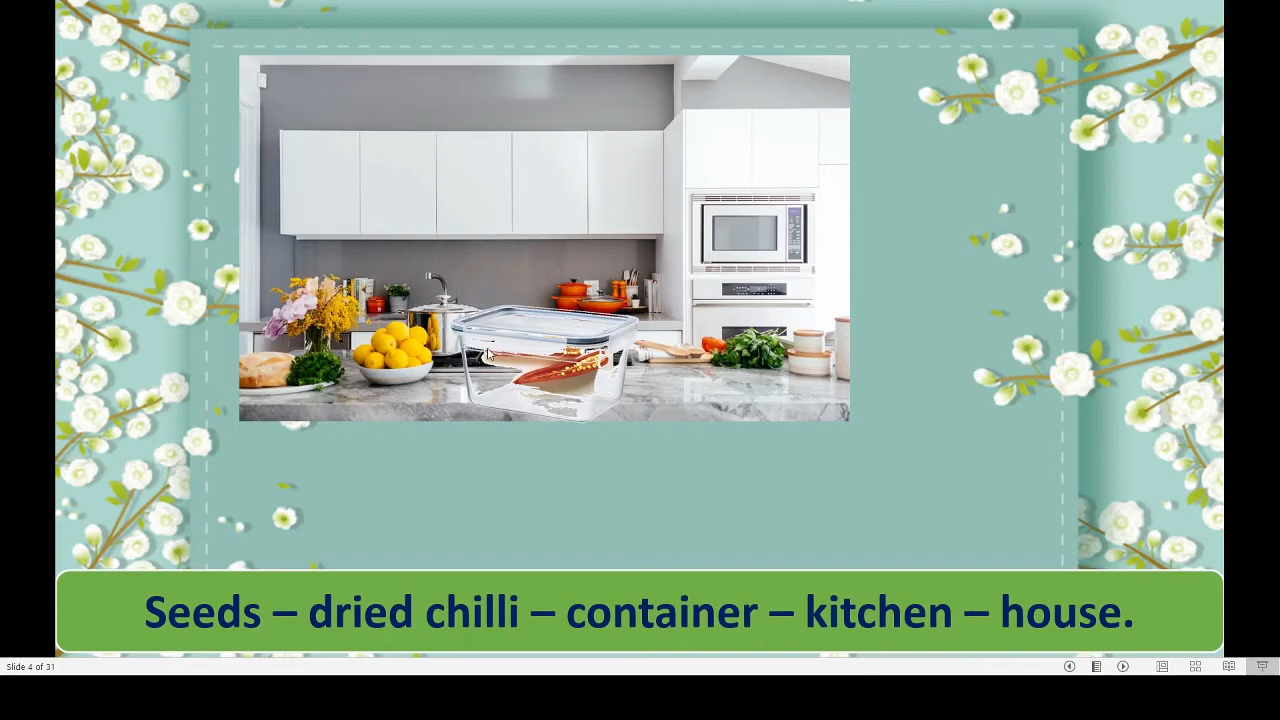 Seeds – dried chilli – container – kitchen – house.
Slide 4 of 31